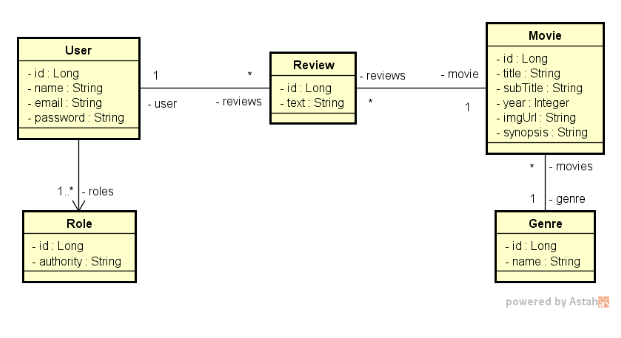 User
- id : Long
- name : String
- email : String
- password : String
1
- user
*
- reviews
Review
- id : Long
- text : String
- reviews
*
- movie
1
Movie
- id : Long
- title : String
- subTitle : String
- year : Integer
- imgUrl : String
- synopsis : String
1..* - roles
Role
- id : Long
- authority : String
* - movies
1 - genre
Genre
- id : Long
- name : String
powered by Astah